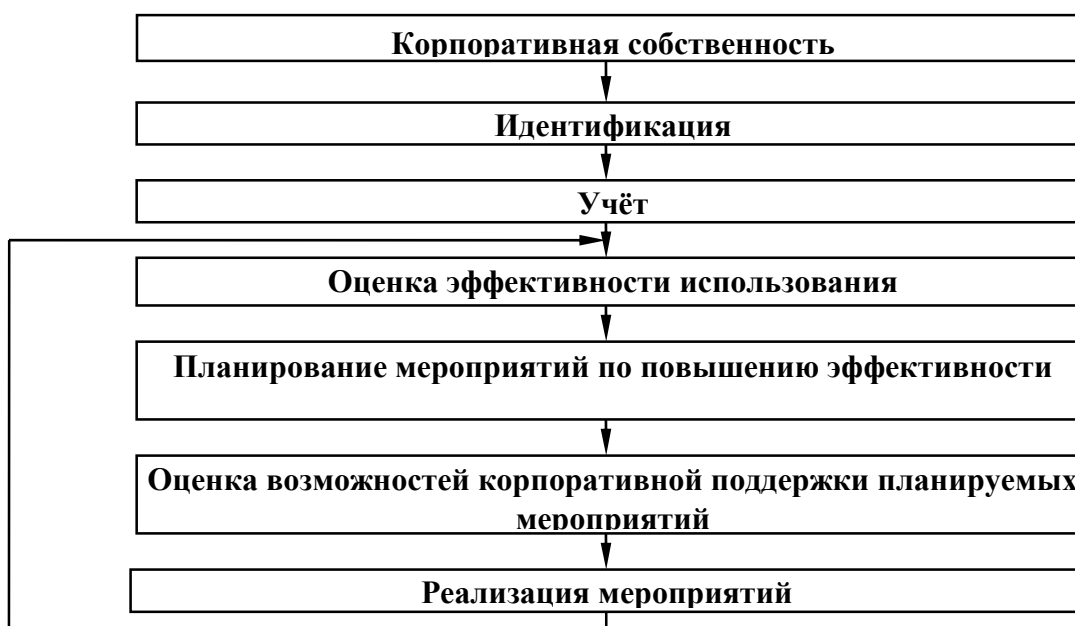 Корпоративная собственность
Идентификация
Учёт
Оценка эффективности использования
Планирование мероприятий по повышению эффективности
Оценка возможностей корпоративной поддержки планируемых
мероприятий
Реализация мероприятий